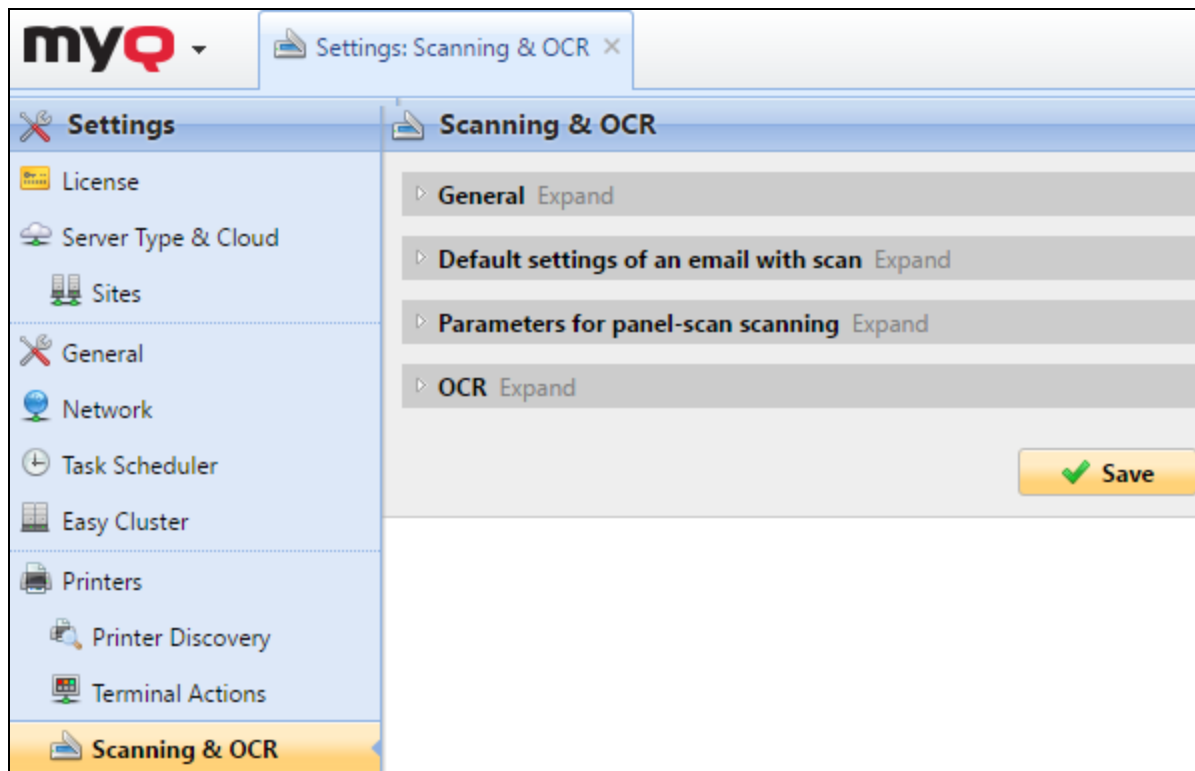 myQ
Settings: Scanning & OCR
Settings
License
Server Type & Cloud
Sites
General
Network
Task Scheduler
Easy Cluster
Printers
Printer Discovery
Terminal Actions
Scanning & OCR
Scanning & OCR
General Expand
Default settings of an email with scan Expand
Parameters for panel-scan scanning Expand
OCR Expand
Save